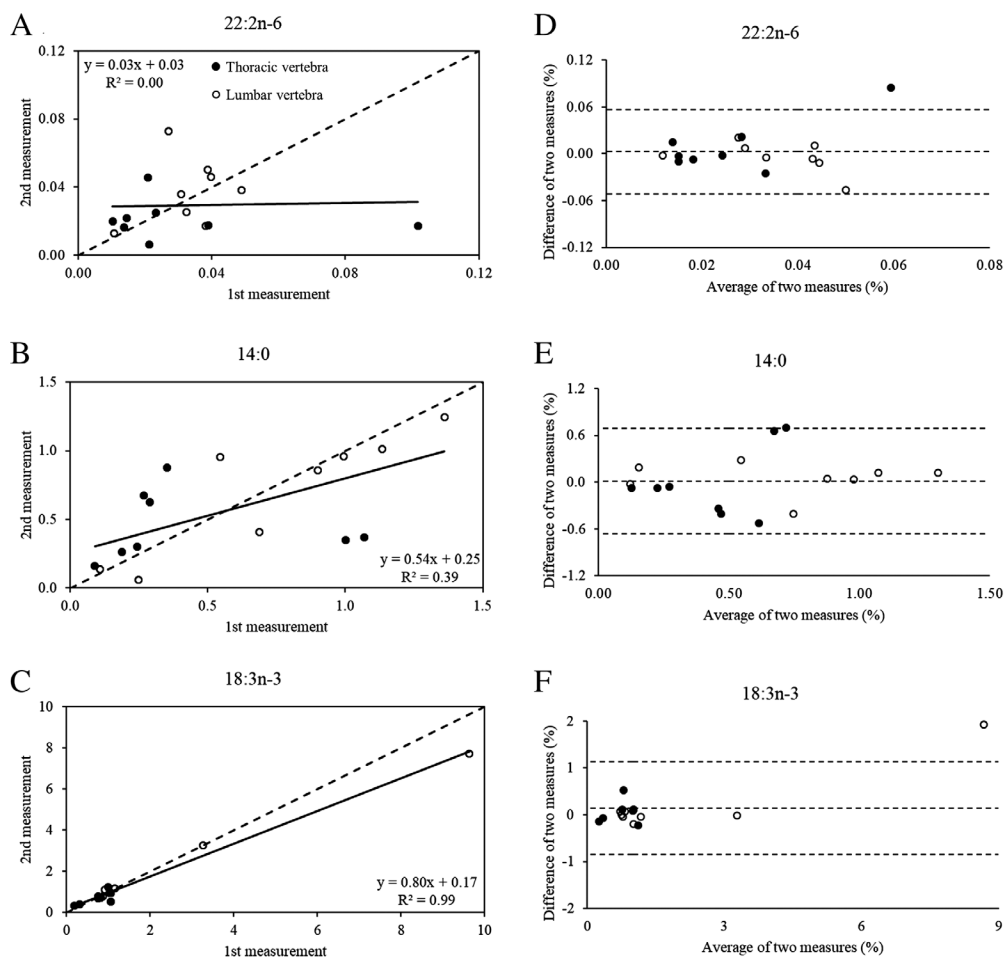 A
22:2n-6
0.12
0.08
0.04
0.00
2nd measurement
y = 0.03x + 0.03
R² = 0.00
Thoracic vertebra
Lumbar vertebra
0.00 0.04 0.08 0.12
1st measurement
D
22:2n-6
0.12
0.06
0.00
-0.06
-0.12
Difference of two measures (%)
0.00 0.02 0.04 0.06 0.08
Average of two measures (%)
B
14:0
1.5
1.0
0.5
0.0
2nd measurement
y = 0.54x + 0.25
R² = 0.39
0.0 0.5 1.0 1.5
1st measurement
E
14:0
1.2
0.6
0.0
-0.6
-1.2
Difference of two measures (%)
0.00 0.50 1.00 1.50
Average of two measures (%)
C
18:3n-3
10
8
6
4
2
0
2nd measurement
y = 0.80x + 0.17
R² = 0.99
0 2 4 6 8 10
1st measurement
F
18:3n-3
2
1
0
-1
-2
Difference of two measures (%)
0 3 6 9
Average of two measures (%)